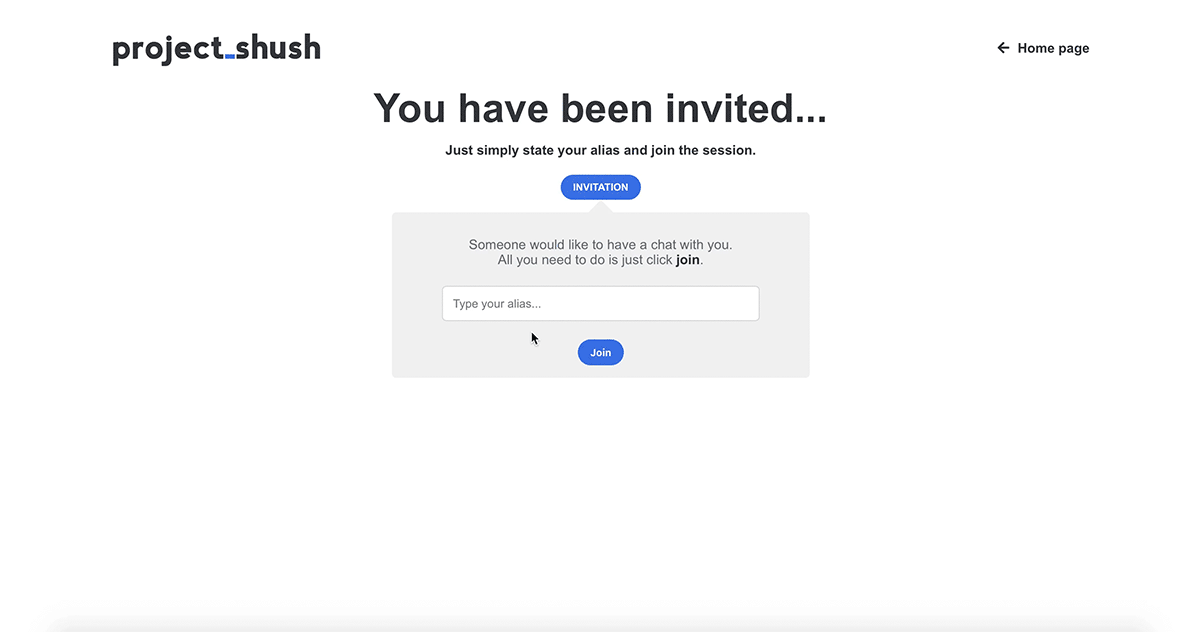 project_shush
Home page
You have been invited...
Just simply state your alias and join the session.
INVITATION
Someone would like to have a chat with you.
All you need to do is just click join.
Type your alias...
Join